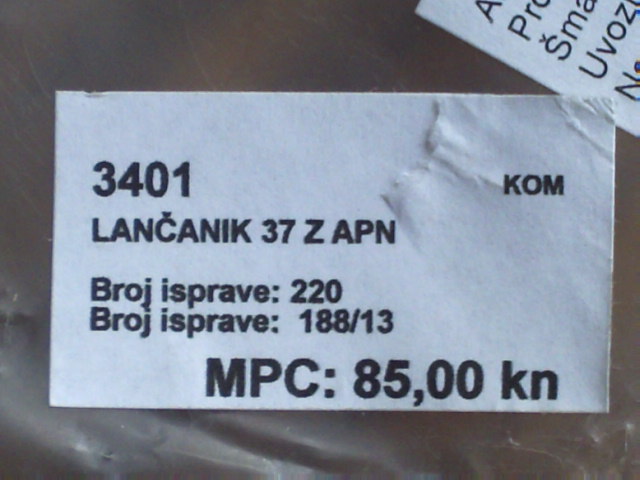 3401 KOM
LANČANIK 37 Z APN
Broj isprave: 220
Broj isprave: 188/13
MPC: 85,00 kn